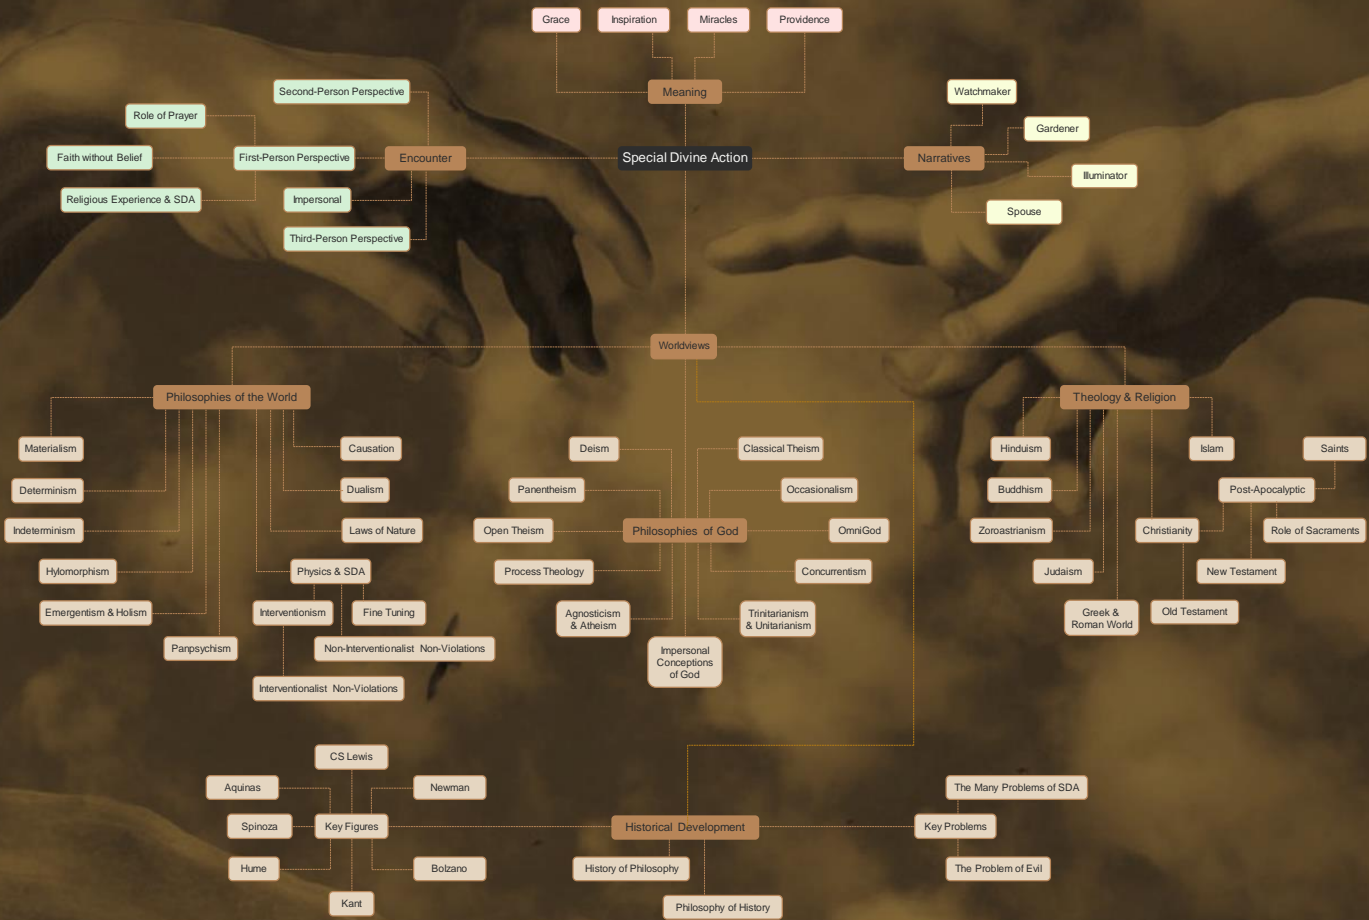 Grace
Inspiration
Miracles
Providence
Second-Person Perspective
Meaning
Watchmaker
Role of Prayer
Gardener
Faith without Belief
First-Person Perspective
Encounter
Special Divine Action
Narratives
Illuminator
Religious Experience & SDA
Impersonal
Spouse
Third-Person Perspective
Worldviews
Philosophies of the World
Theology & Religion
Materialism
Causation
Deism
Classical Theism
Hinduism
Islam
Saints
Determinism
Dualism
Panentheism
Occasionalism
Buddhism
Post-Apocalyptic
Indeterminism
Laws of Nature
Open Theism
Philosophies of God
OmniGod
Zoroastrianism
Christianity
Role of Sacraments
Hylomorphism
Physics & SDA
Process Theology
Concurrentism
Judaism
New Testament
Emergentism & Holism
Interventionism
Fine Tuning
Agnosticism
& Atheism
Trinitarianism
& Unitarianism
Greek &
Roman World
Old Testament
Panpsychism
Non-Interventionalist Non-Violations
Impersonal
Conceptions
of God
Interventionalist Non-Violations
CS Lewis
Aquinas
Newman
The Many Problems of SDA
Spinoza
Key Figures
Historical Development
Key Problems
Hume
Bolzano
History of Philosophy
The Problem of Evil
Kant
Philosophy of History